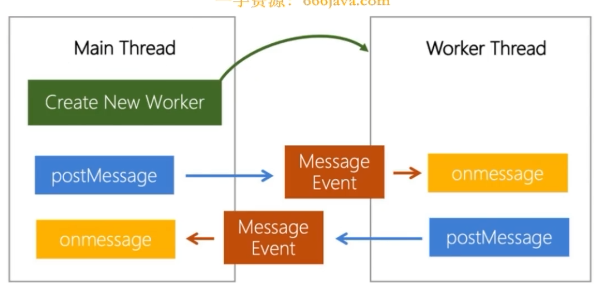 一手资源：666java.com
Main Thread
Worker Thread
Create New Worker
postMessage
Message
Event
onmessage
onmessage
Message
Event
postMessage